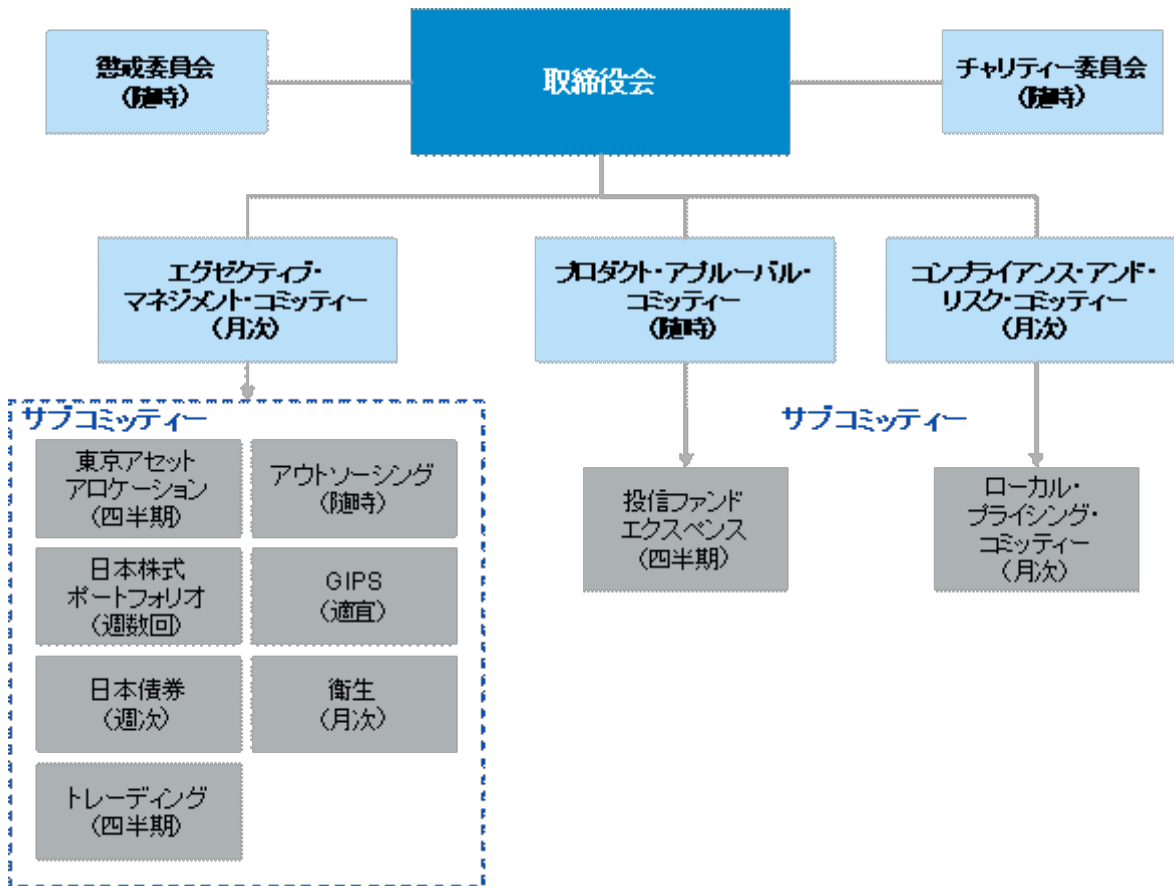 懲戒委員会
(随時)
取締役会
チャリティー委員会
(随時)
エグゼクティブ・
マネジメント・コミッティー
(月次)
プロダクト・アプルーバル・
コミッティー
(随時)
コンプライアンス・アンド・
リスク・コミッティー
(月次)
サブコミッティー
東京アセット
アロケーション
(四半期)
アウトソーシング
(随時)
日本株式
ポートフォリオ
(週数回)
GIPS
(適宜)
日本債券
(週次)
衛生
(月次)
トレーディング
(四半期)
サブコミッティー
投信ファンド
エクスペンス
(四半期)
ローカル・
プライシング・
コミッティー
(月次)